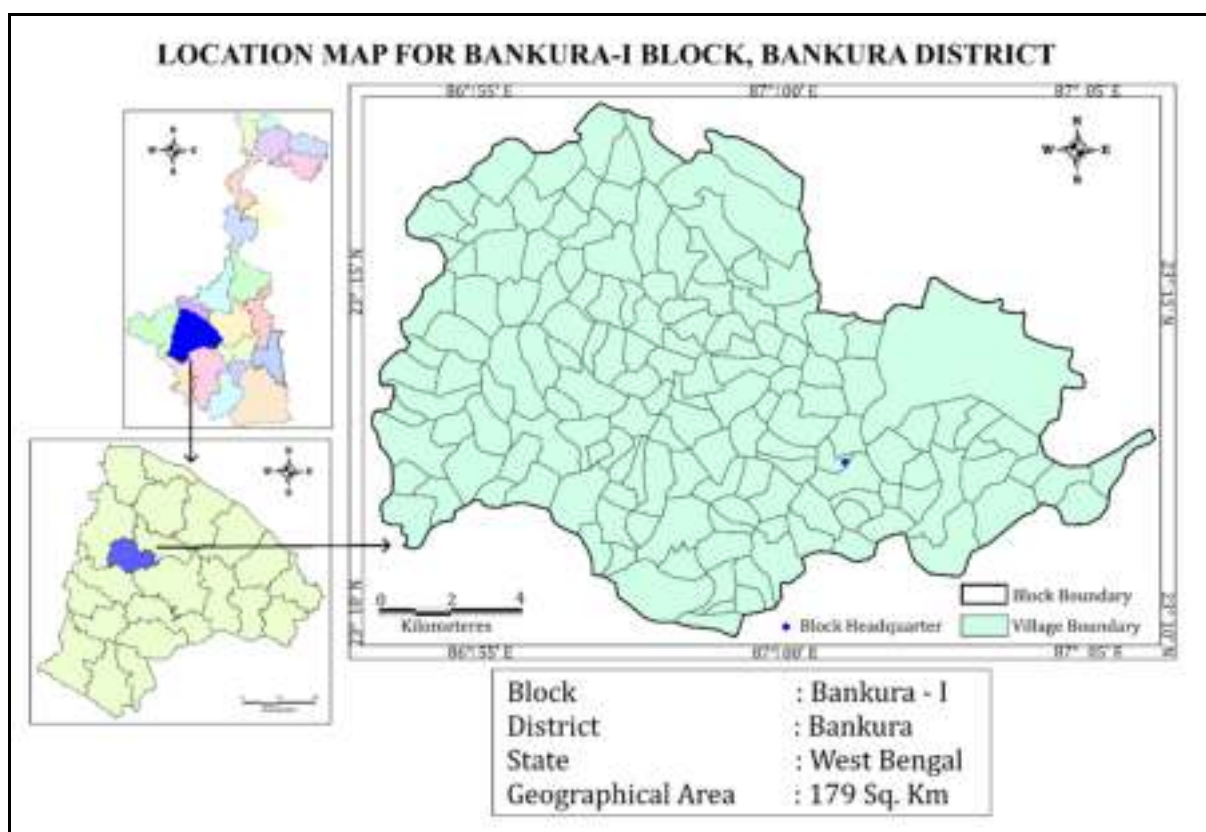 LOCATION MAP FOR BANKURA-I BLOCK, BANKURA DISTRICT
86°55' E 87°00' E 87°05' E
N
W E
N
W E
S
23°15'N
23°15'N
W E
S
0 2 4
Kilometeres
Block Boundary
Block Headquarter Village Boundary
23°10'N
23°10'N
86°55' E 87°00' E 87°05' E
Block : Bankura - I
District : Bankura
State : West Bengal
Geographical Area : 179 Sq. Km